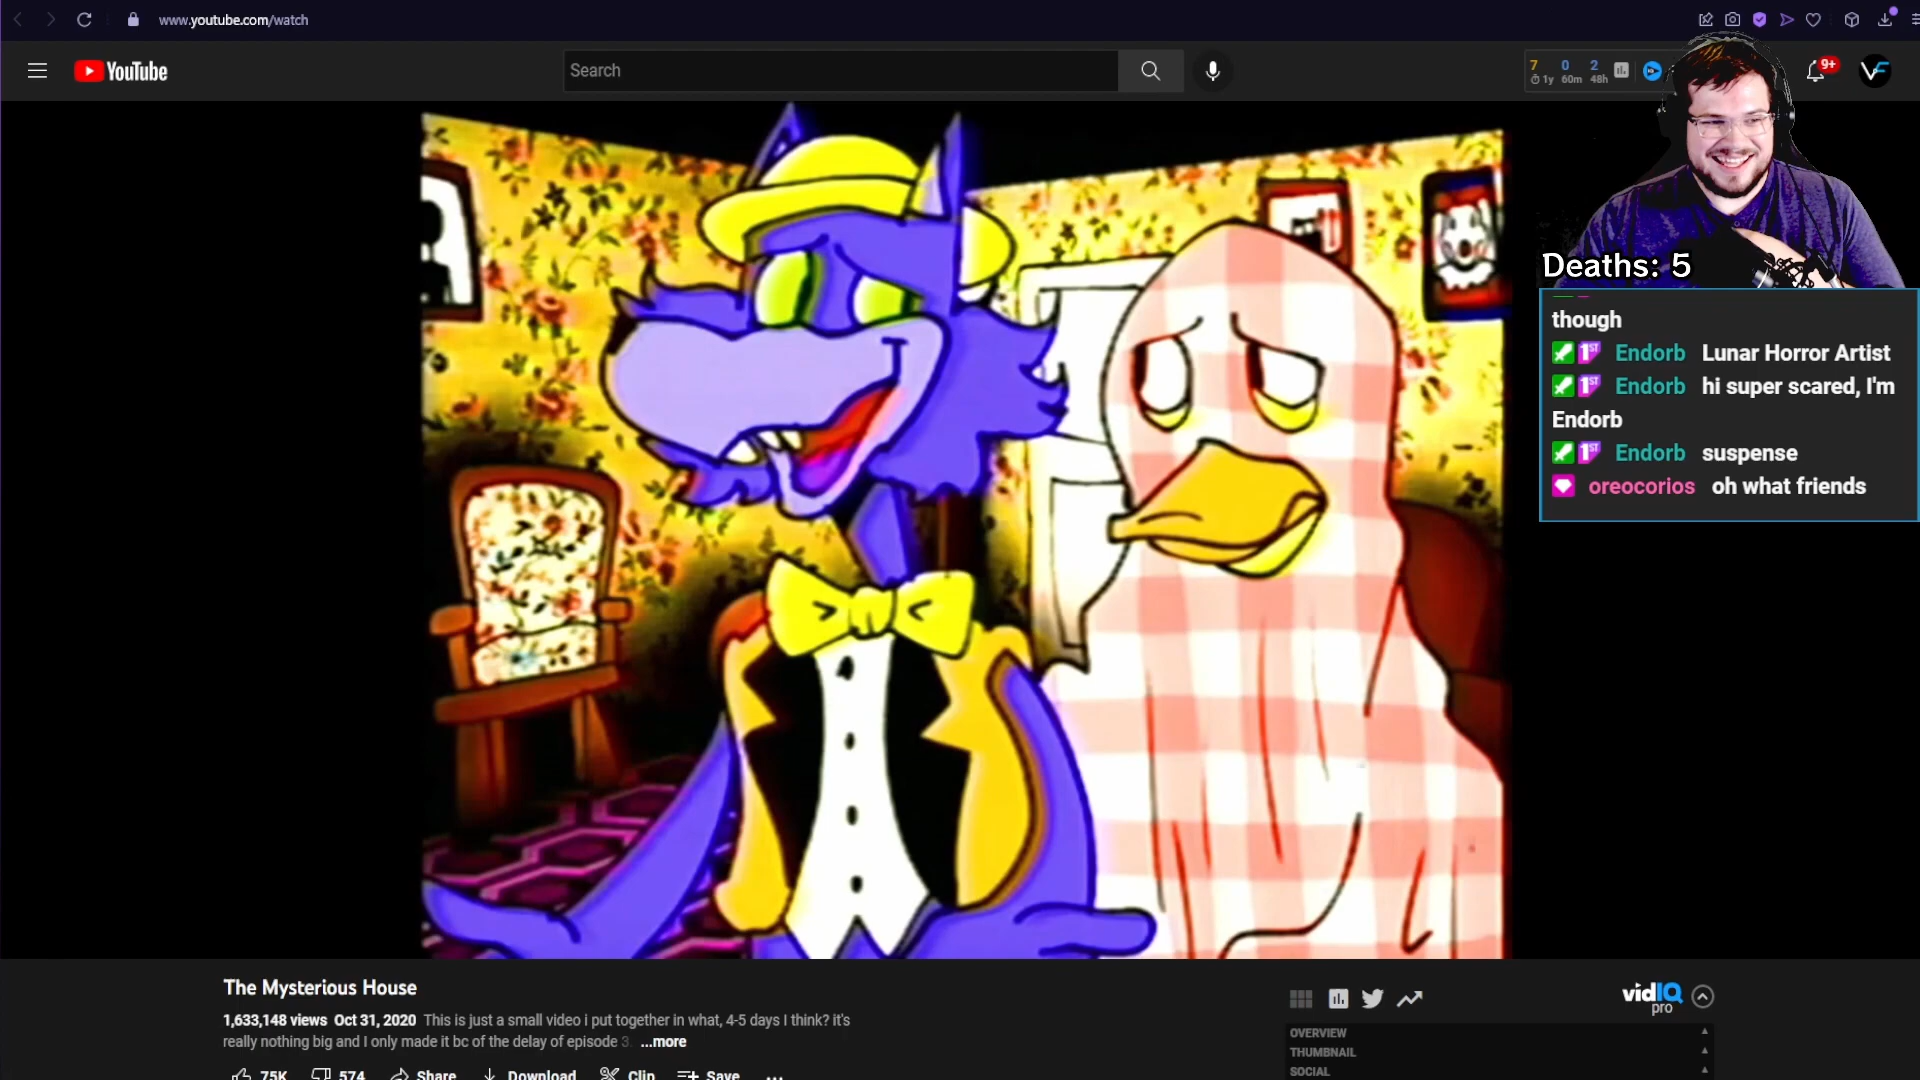 www.youtube.com/watch
YouTube
Search
7 0 2
1y 60m 48h
9+
Deaths: 5
though
1ST Endorb Lunar Horror Artist
1ST Endorb hi super scared, I'm
Endorb
1ST Endorb suspense
oreocorios oh what friends
The Mysterious House
1,633,148 views Oct 31, 2020 This is just a small video i put together in what, 4-5 days I think? it's
really nothing big and I only made it bc of the delay of episode 3. ...more
75K 574 Share Download Clip Save ...
vidIQ
pro
OVERVIEW
THUMBNAIL
SOCIAL